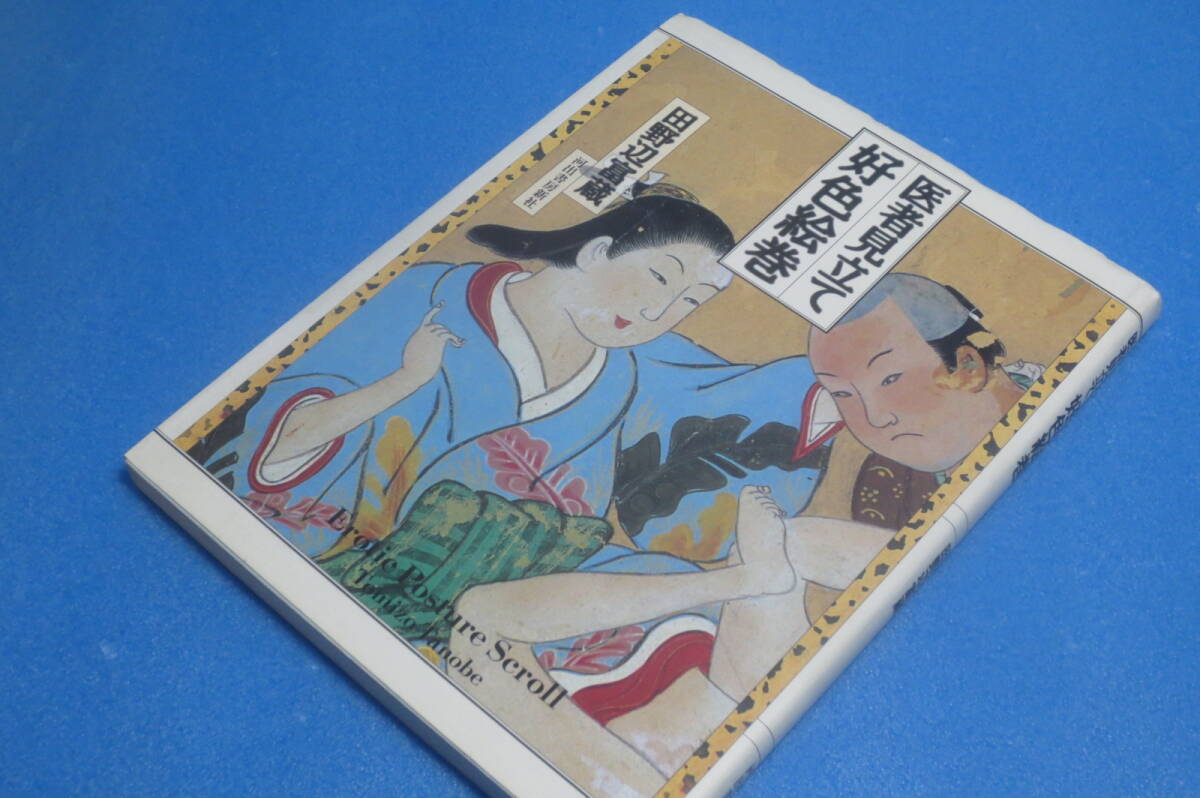 医者見立て
好色絵巻
田野辺富蔵
河出書房新社
Erotic Posture Scroll
Tomizo Tanobe